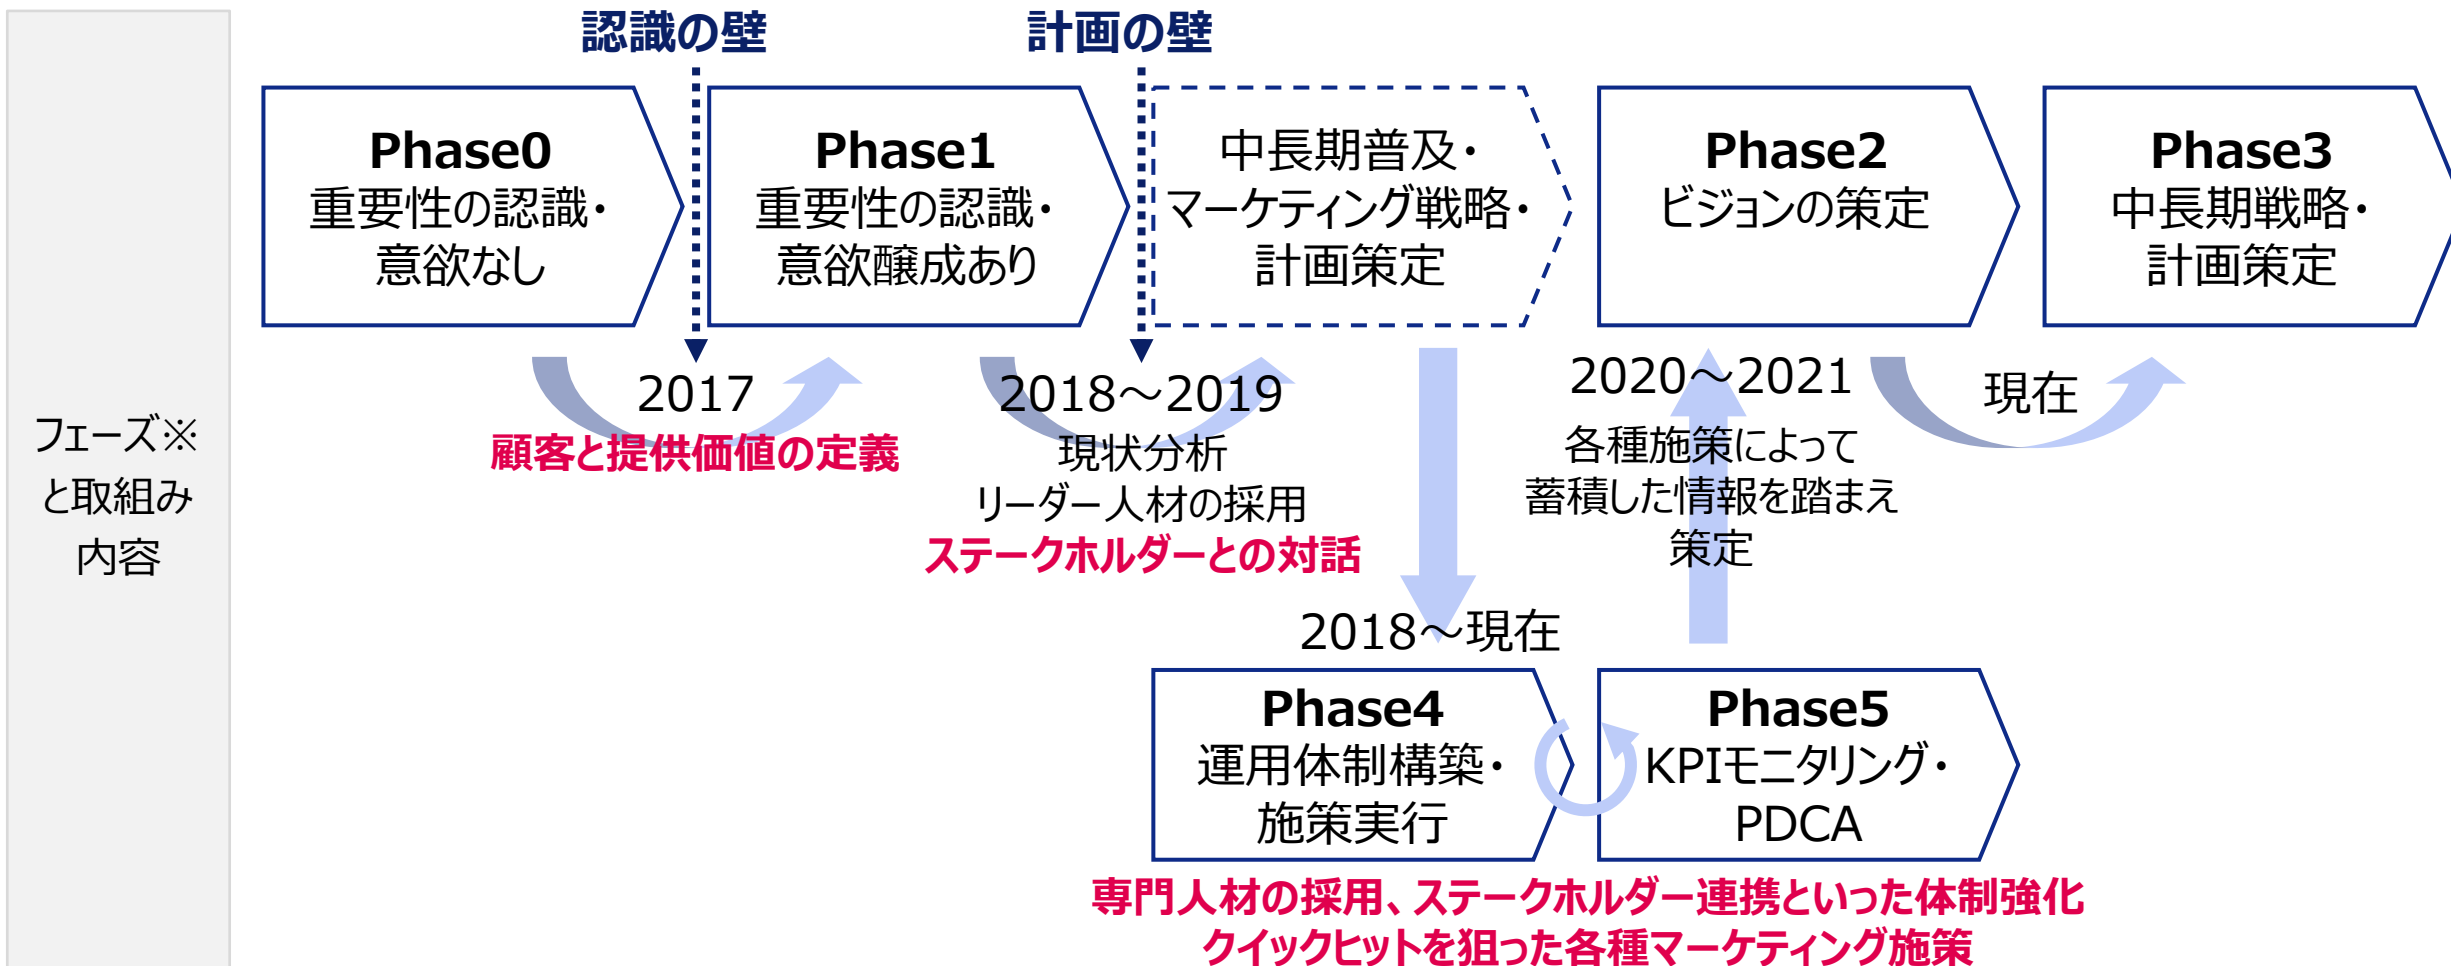 認識の壁
計画の壁
Phase0
重要性の認識・
意欲なし
Phase1
重要性の認識・
意欲醸成あり
中長期普及・
マーケティング戦略・
計画策定
Phase2
ビジョンの策定
Phase3
中長期戦略・
計画策定
フェーズ※
と取組み
内容
2017
顧客と提供価値の定義
2018～2019
現状分析
リーダー人材の採用
ステークホルダーとの対話
2020～2021
各種施策によって
蓄積した情報を踏まえ
策定
現在
2018～現在
Phase4
運用体制構築・
施策実行
Phase5
KPIモニタリング・
PDCA
専門人材の採用、ステークホルダー連携といった体制強化
クイックヒットを狙った各種マーケティング施策